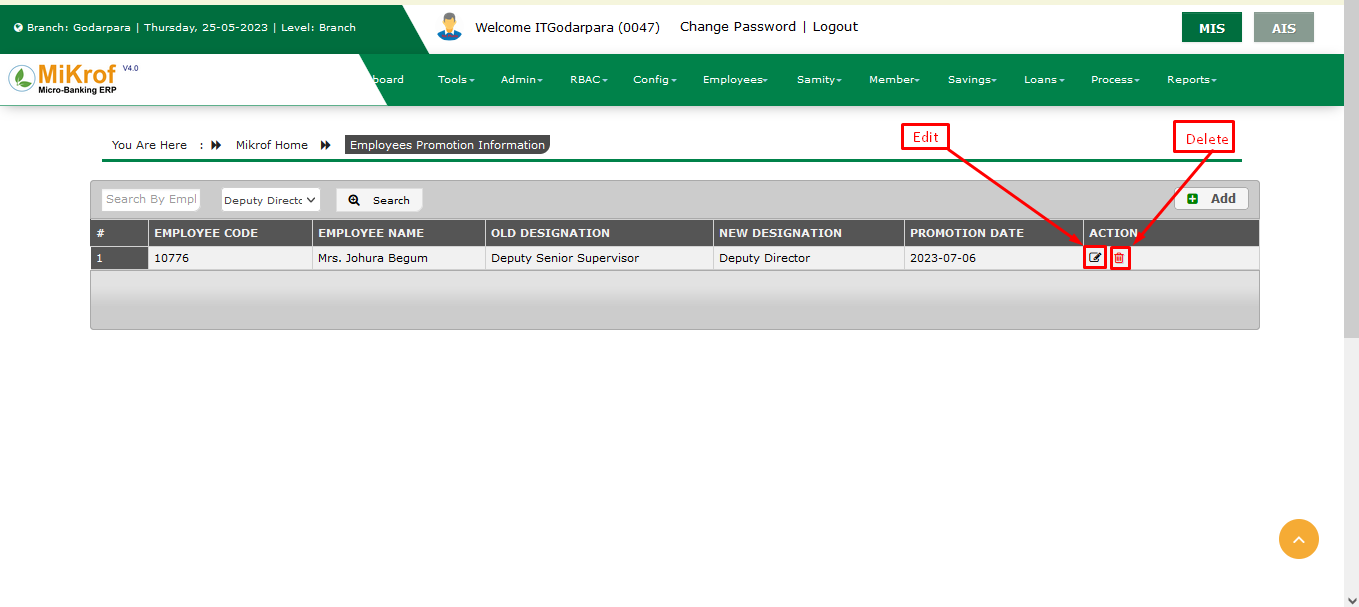 Branch: Godarpara | Thursday, 25-05-2023 | Level: Branch
Welcome ITGodarpara (0047) Change Password | Logout
MIS AIS
MiKrof V4.0
Micro-Banking ERP
board Tools Admin RBAC Config Employees Samity Member Savings Loans Process Reports
Edit
Delete
You Are Here : Mikrof Home Employees Promotion Information
Search By Empl Deputy Directo Search Add
# EMPLOYEE CODE EMPLOYEE NAME OLD DESIGNATION NEW DESIGNATION PROMOTION DATE ACTION
1 10776 Mrs. Johura Begum Deputy Senior Supervisor Deputy Director 2023-07-06